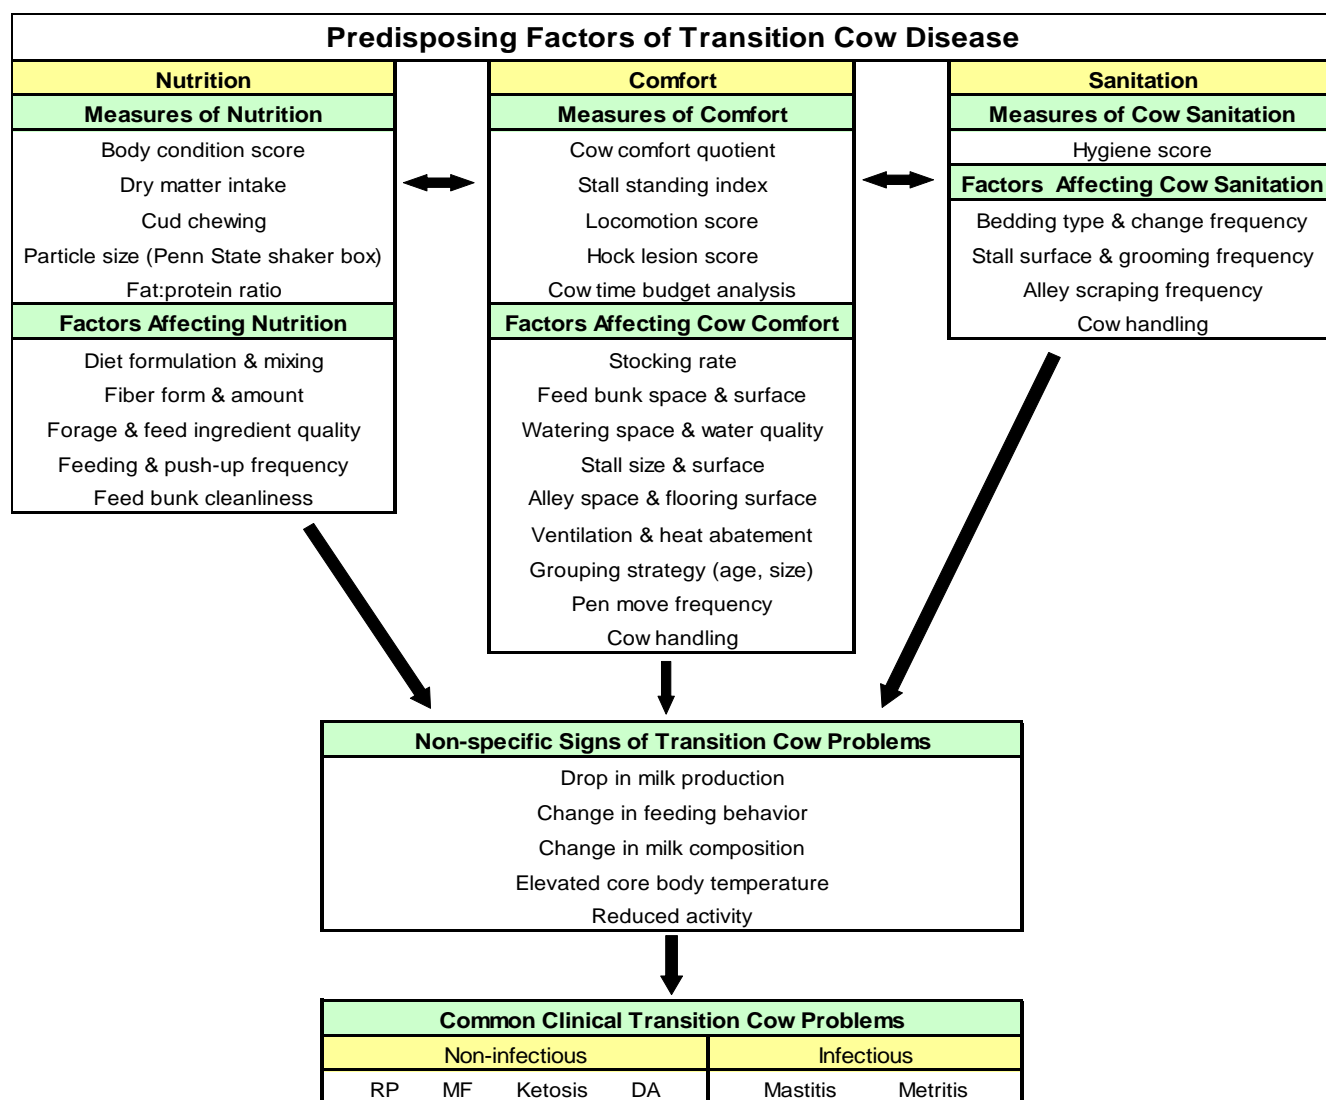 Predisposing Factors of Transition Cow Disease
Nutrition
Measures of Nutrition
Body condition score
Dry matter intake
Cud chewing
Particle size (Penn State shaker box)
Fat:protein ratio
Factors Affecting Nutrition
Diet formulation & mixing
Fiber form & amount
Forage & feed ingredient quality
Feeding & push-up frequency
Feed bunk cleanliness
Comfort
Measures of Comfort
Cow comfort quotient
Stall standing index
Locomotion score
Hock lesion score
Cow time budget analysis
Factors Affecting Cow Comfort
Stocking rate
Feed bunk space & surface
Watering space & water quality
Stall size & surface
Alley space & flooring surface
Ventilation & heat abatement
Grouping strategy (age, size)
Pen move frequency
Cow handling
Sanitation
Measures of Cow Sanitation
Hygiene score
Factors Affecting Cow Sanitation
Bedding type & change frequency
Stall surface & grooming frequency
Alley scraping frequency
Cow handling
Non-specific Signs of Transition Cow Problems
Drop in milk production
Change in feeding behavior
Change in milk composition
Elevated core body temperature
Reduced activity
Common Clinical Transition Cow Problems
Non-infectious
RP MF Ketosis DA
Infectious
Mastitis Metritis